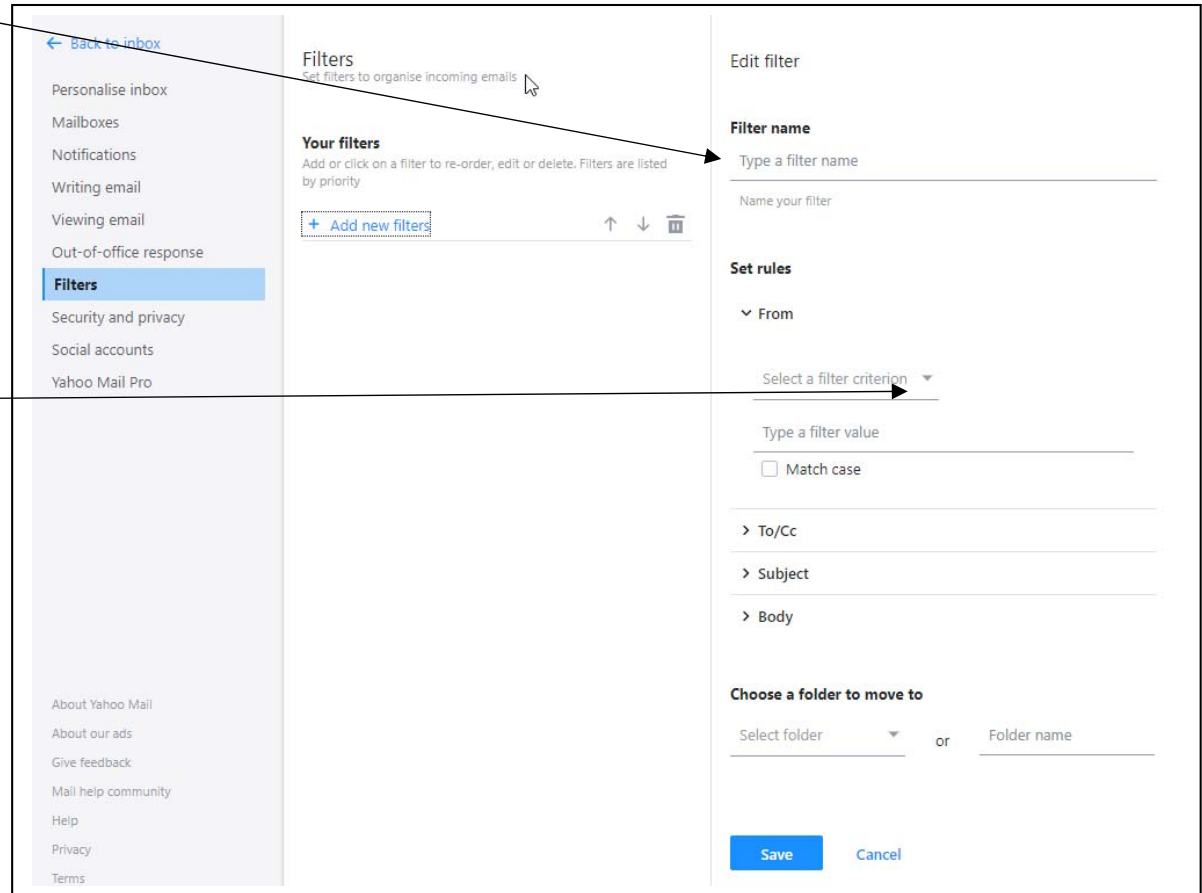 ← Back to inbox
Personalise inbox
Mailboxes
Notifications
Writing email
Viewing email
Out-of-office response
Filters
Security and privacy
Social accounts
Yahoo Mail Pro
About Yahoo Mail
About our ads
Give feedback
Mail help community
Help
Privacy
Terms
Filters
Set filters to organise incoming emails
Your filters
Add or click on a filter to re-order, edit or delete. Filters are listed
by priority
+ Add new filters
Edit filter
Filter name
Type a filter name
Name your filter
Set rules
From
Select a filter criterion
Type a filter value
Match case
To/Cc
Subject
Body
Choose a folder to move to
Select folder or Folder name
Save Cancel